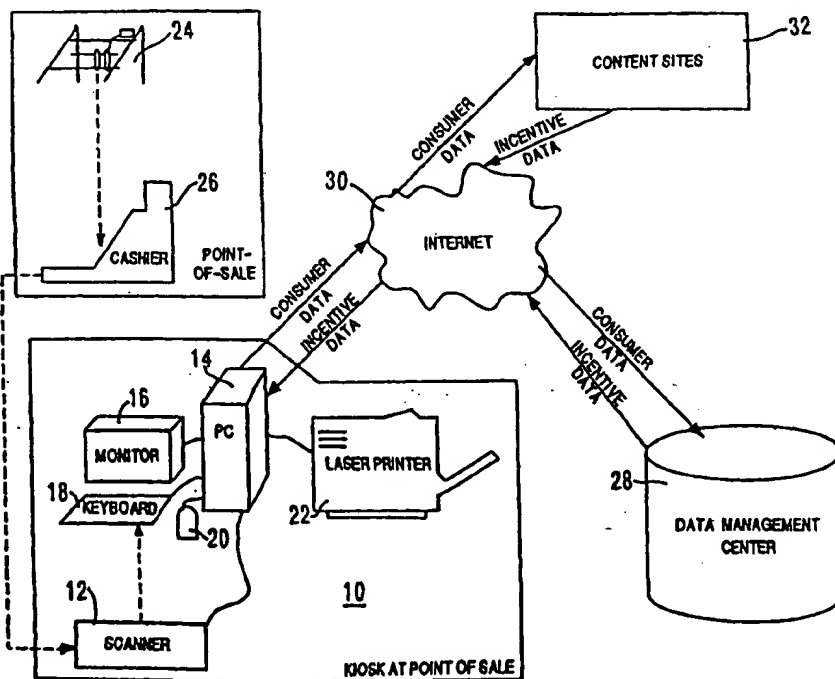 24
26
CASHIER
POINT-
OF-SALE
32
CONTENT SITES
CONSUMER
DATA
INCENTIVE
DATA
30
INTERNET
CONSUMER
DATA
INCENTIVE
DATA
CONSUMER
DATA
INCENTIVE
DATA
14
16
PC
MONITOR
LASER PRINTER
18
KEYBOARD
22
20
28
DATA MANAGEMENT
CENTER
12
10
SCANNER
KIOSK AT POINT OF SALE